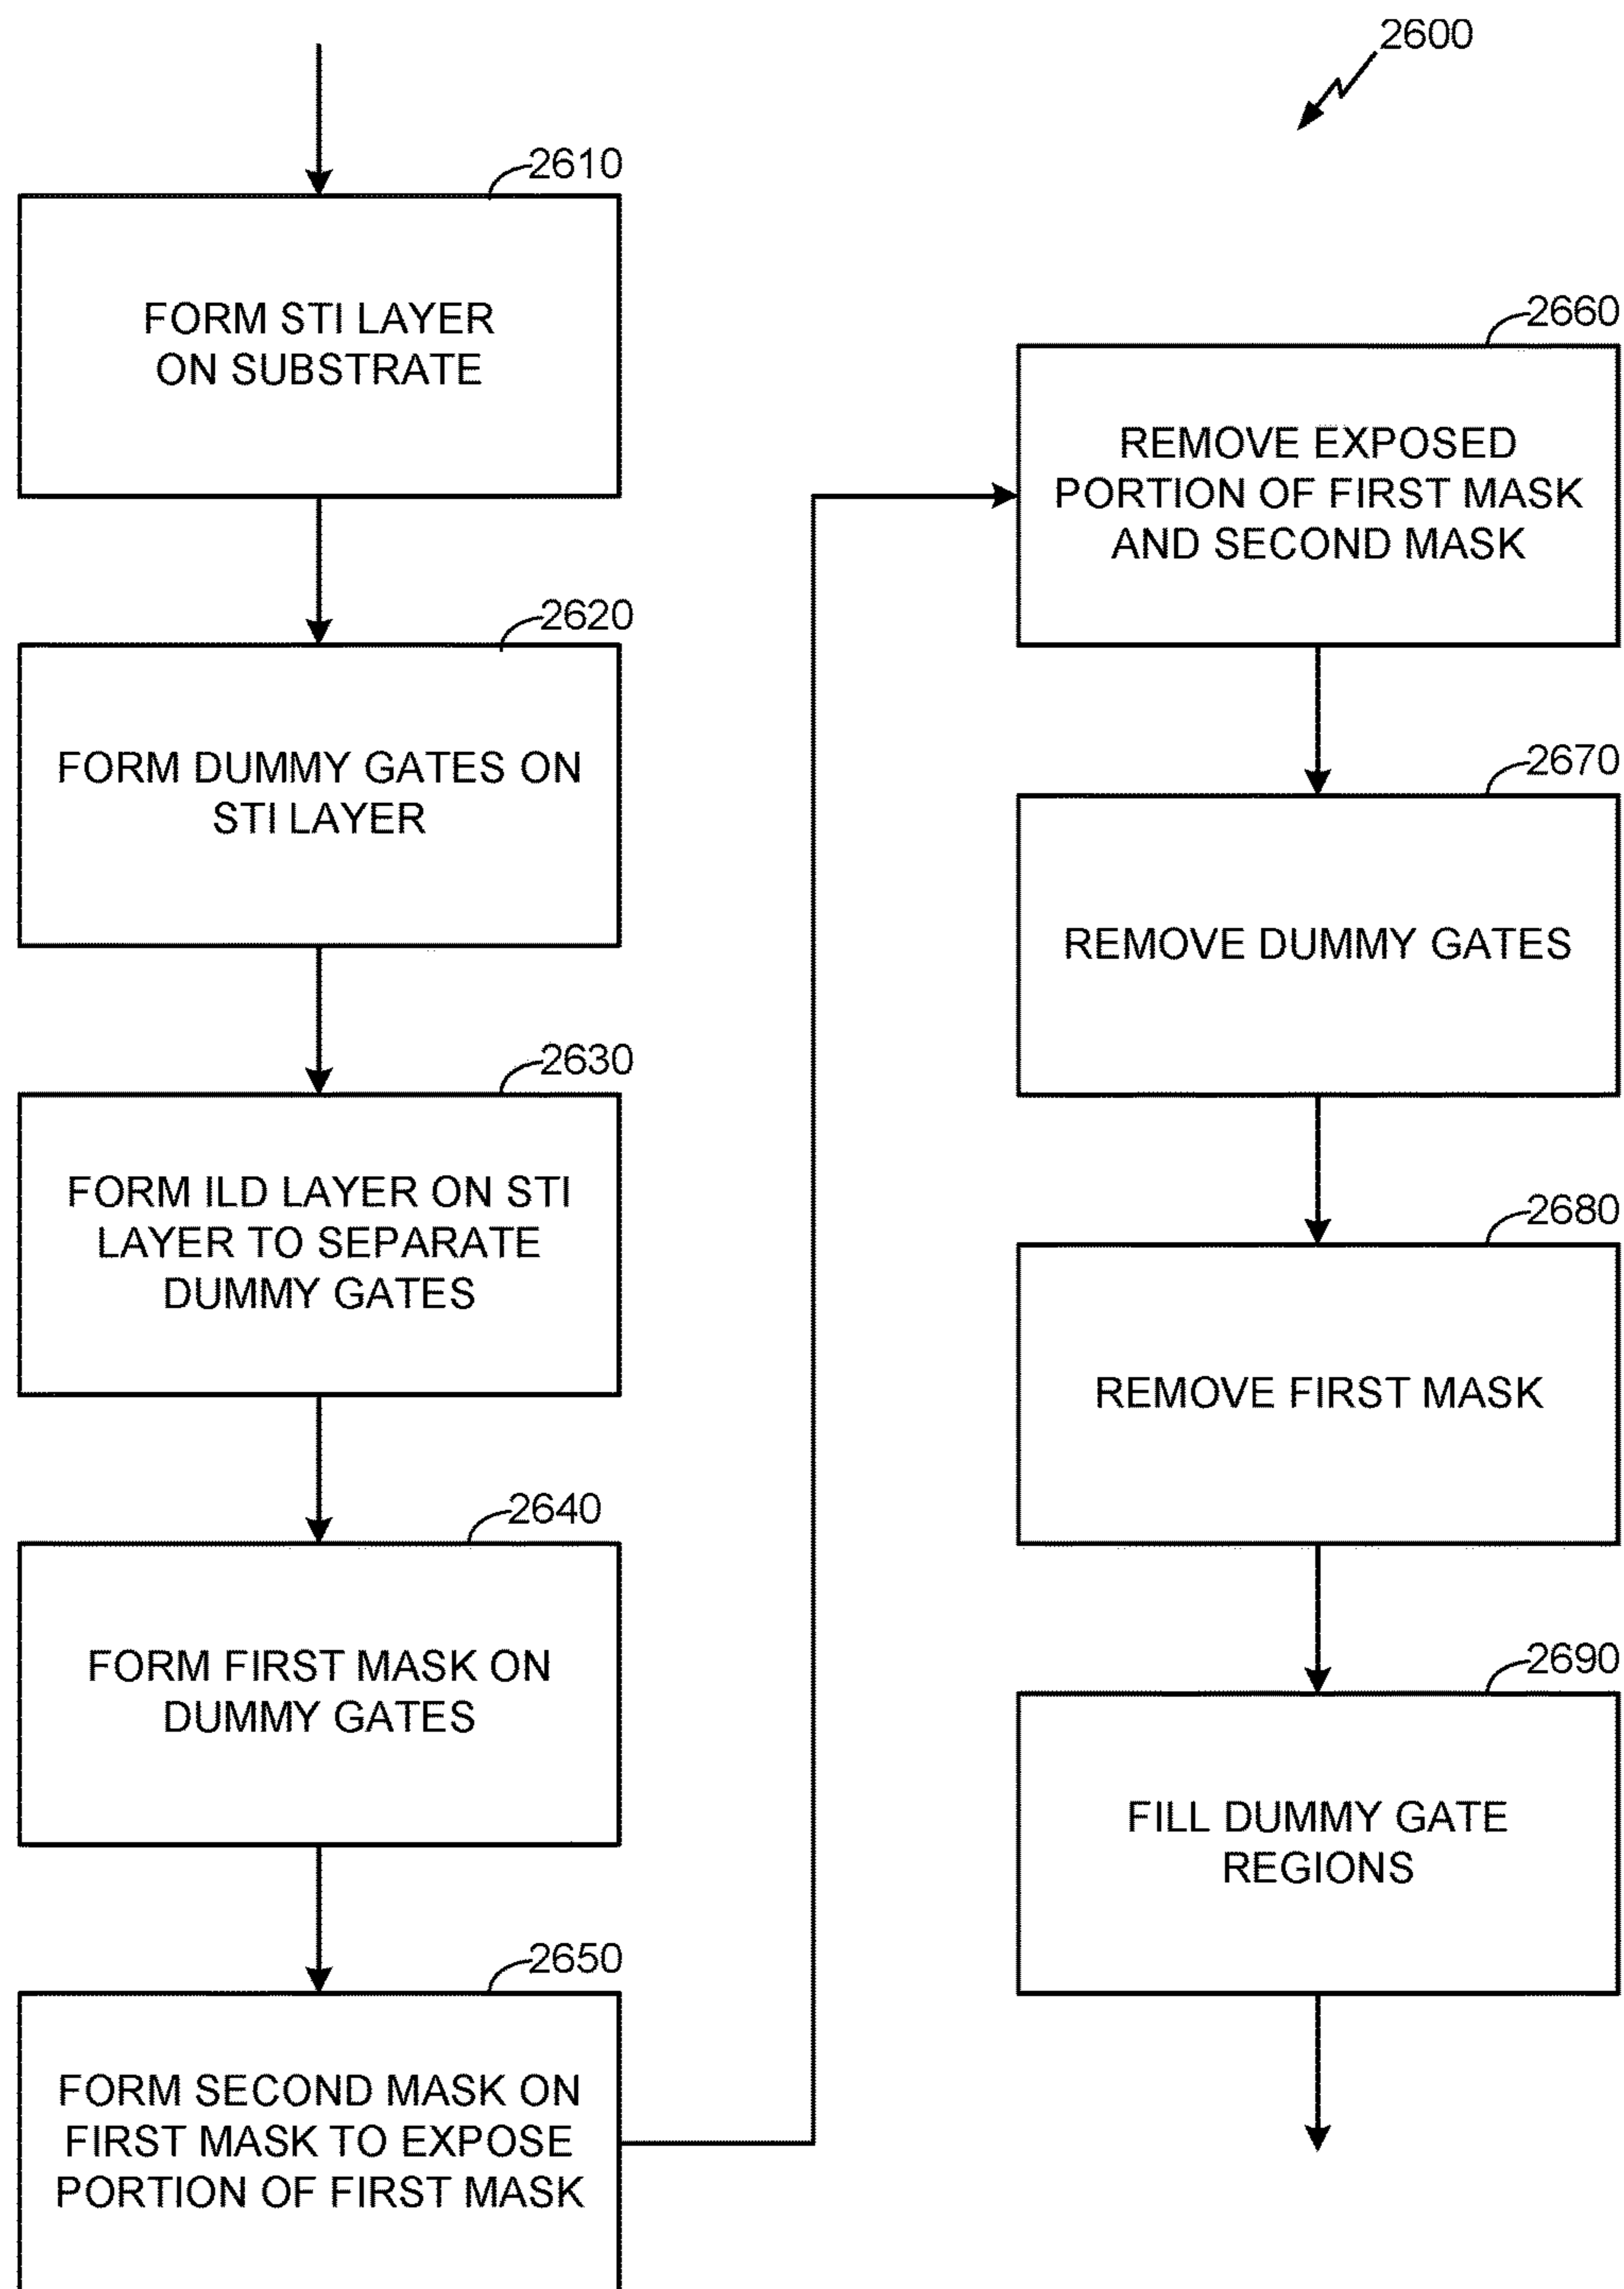 2600
2610
FORM STI LAYER
ON SUBSTRATE
2620
FORM DUMMY GATES ON
STI LAYER
2630
FORM ILD LAYER ON STI
LAYER TO SEPARATE
DUMMY GATES
2640
FORM FIRST MASK ON
DUMMY GATES
2650
FORM SECOND MASK ON
FIRST MASK TO EXPOSE
PORTION OF FIRST MASK
2660
REMOVE EXPOSED
PORTION OF FIRST MASK
AND SECOND MASK
2670
REMOVE DUMMY GATES
2680
REMOVE FIRST MASK
2690
FILL DUMMY GATE
REGIONS